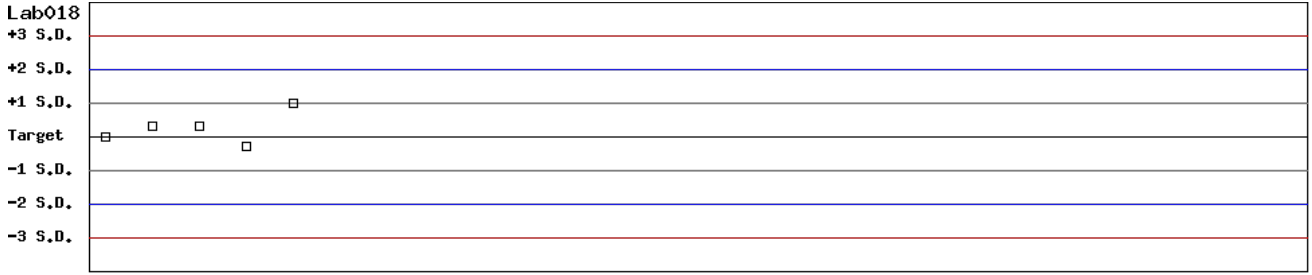 Lab018
+3 S.D.
+2 S.D.
+1 S.D.
Target
-1 S.D.
-2 S.D.
-3 S.D.